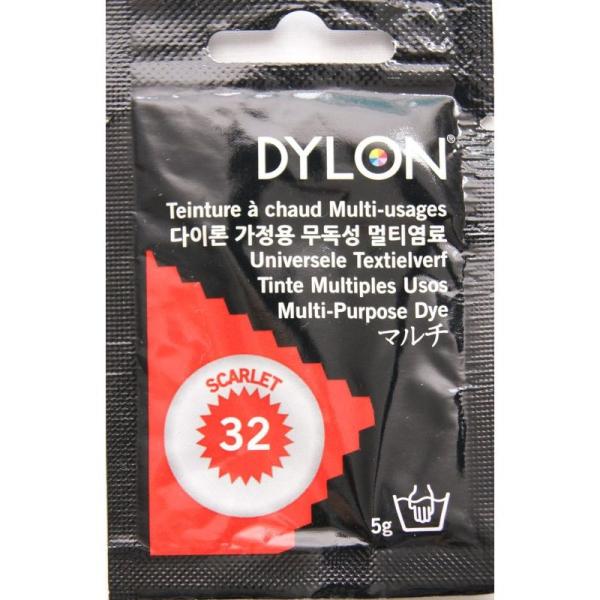 DYLON®
Teinture à chaud Multi-usages
다이론 가정용 무독성 멀티염료
Universele Textielverf
Tinte Multiples Usos
Multi-Purpose Dye
マルチ
SCARLET
32
5g